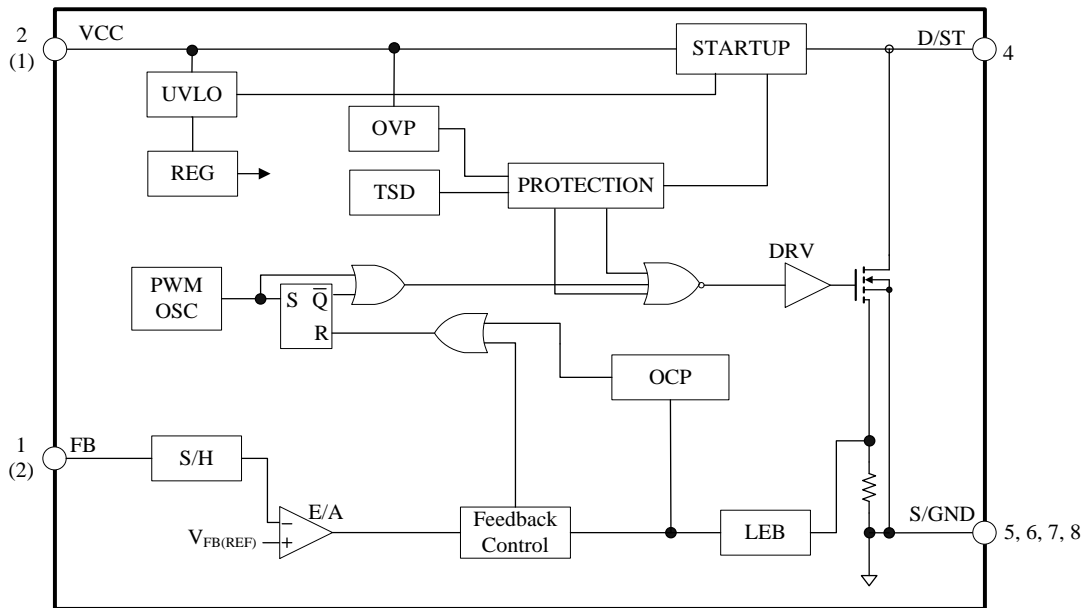 2
(1)
VCC
STARTUP
D/ST
4
UVLO
OVP
REG
TSD
PROTECTION
DRV
PWM
OSC
S Q̅
R
OCP
1
(2)
FB
S/H
E/A
−
V_FB(REF)
+
Feedback
Control
LEB
S/GND
5, 6, 7, 8